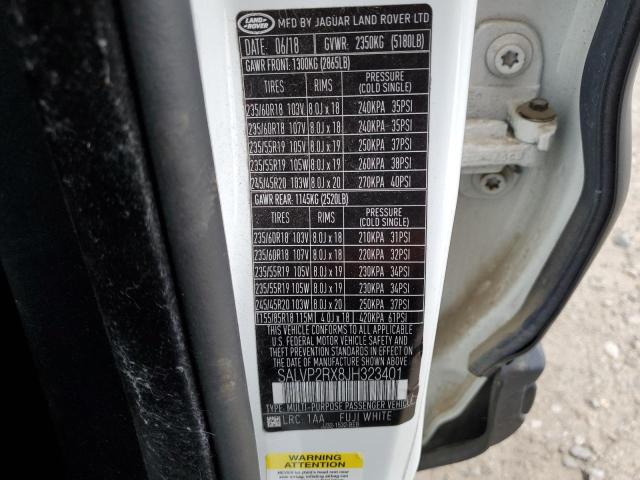 LAND ROVER
MFD BY JAGUAR LAND ROVER LTD
DATE: 06/18 GVWR: 2350KG (5180LB)
GAWR FRONT: 1300KG (2865LB)
TIRES RIMS PRESSURE (COLD SINGLE)
235/60R18 103V 8.0J x 18 240KPA 35PSI
235/60R18 107V 8.0J x 18 240KPA 35PSI
235/55R19 105V 8.0J x 19 250KPA 37PSI
235/55R19 105W 8.0J x 19 260KPA 38PSI
245/45R20 103W 8.0J x 20 270KPA 40PSI
GAWR REAR: 1145KG (2520LB)
TIRES RIMS PRESSURE (COLD SINGLE)
235/60R18 103V 8.0J x 18 210KPA 31PSI
235/60R18 107V 8.0J x 18 220KPA 32PSI
235/55R19 105V 8.0J x 19 230KPA 34PSI
235/55R19 105W 8.0J x 19 230KPA 34PSI
245/45R20 103W 8.0J x 20 250KPA 37PSI
T155/85R18 115M 4.0J x 18 420KPA 61PSI
THIS VEHICLE CONFORMS TO ALL APPLICABLE
U.S. FEDERAL MOTOR VEHICLE SAFETY
AND THEFT PREVENTION STANDARDS IN EFFECT
ON THE DATE OF MANUFACTURE SHOWN ABOVE
SALVP2RX8JH323401
TYPE: MULTI-PURPOSE PASSENGER VEHICLE
LRC 1AA FUJI WHITE
WARNING
ATTENTION